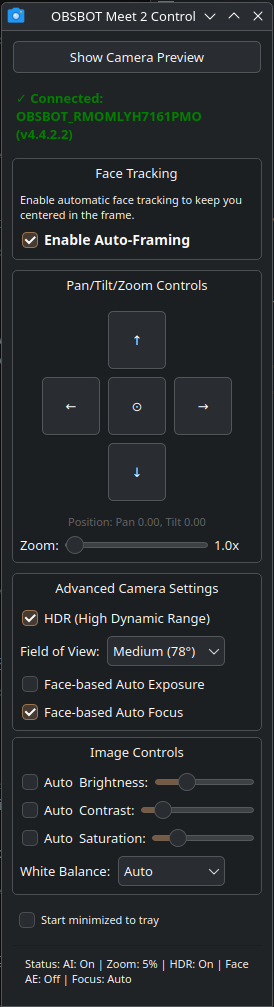 OBSBOT Meet 2 Control
Show Camera Preview
✓ Connected:
OBSBOT_RMOMLYH7161PMO
(v4.4.2.2)
Face Tracking
Enable automatic face tracking to keep you
centered in the frame.
Enable Auto-Framing
Pan/Tilt/Zoom Controls
↑
← ⊙ →
↓
Position: Pan 0.00, Tilt 0.00
Zoom: 1.0x
Advanced Camera Settings
HDR (High Dynamic Range)
Field of View: Medium (78°)
Face-based Auto Exposure
Face-based Auto Focus
Image Controls
Auto Brightness:
Auto Contrast:
Auto Saturation:
White Balance: Auto
Start minimized to tray
Status: AI: On | Zoom: 5% | HDR: On | Face
AE: Off | Focus: Auto